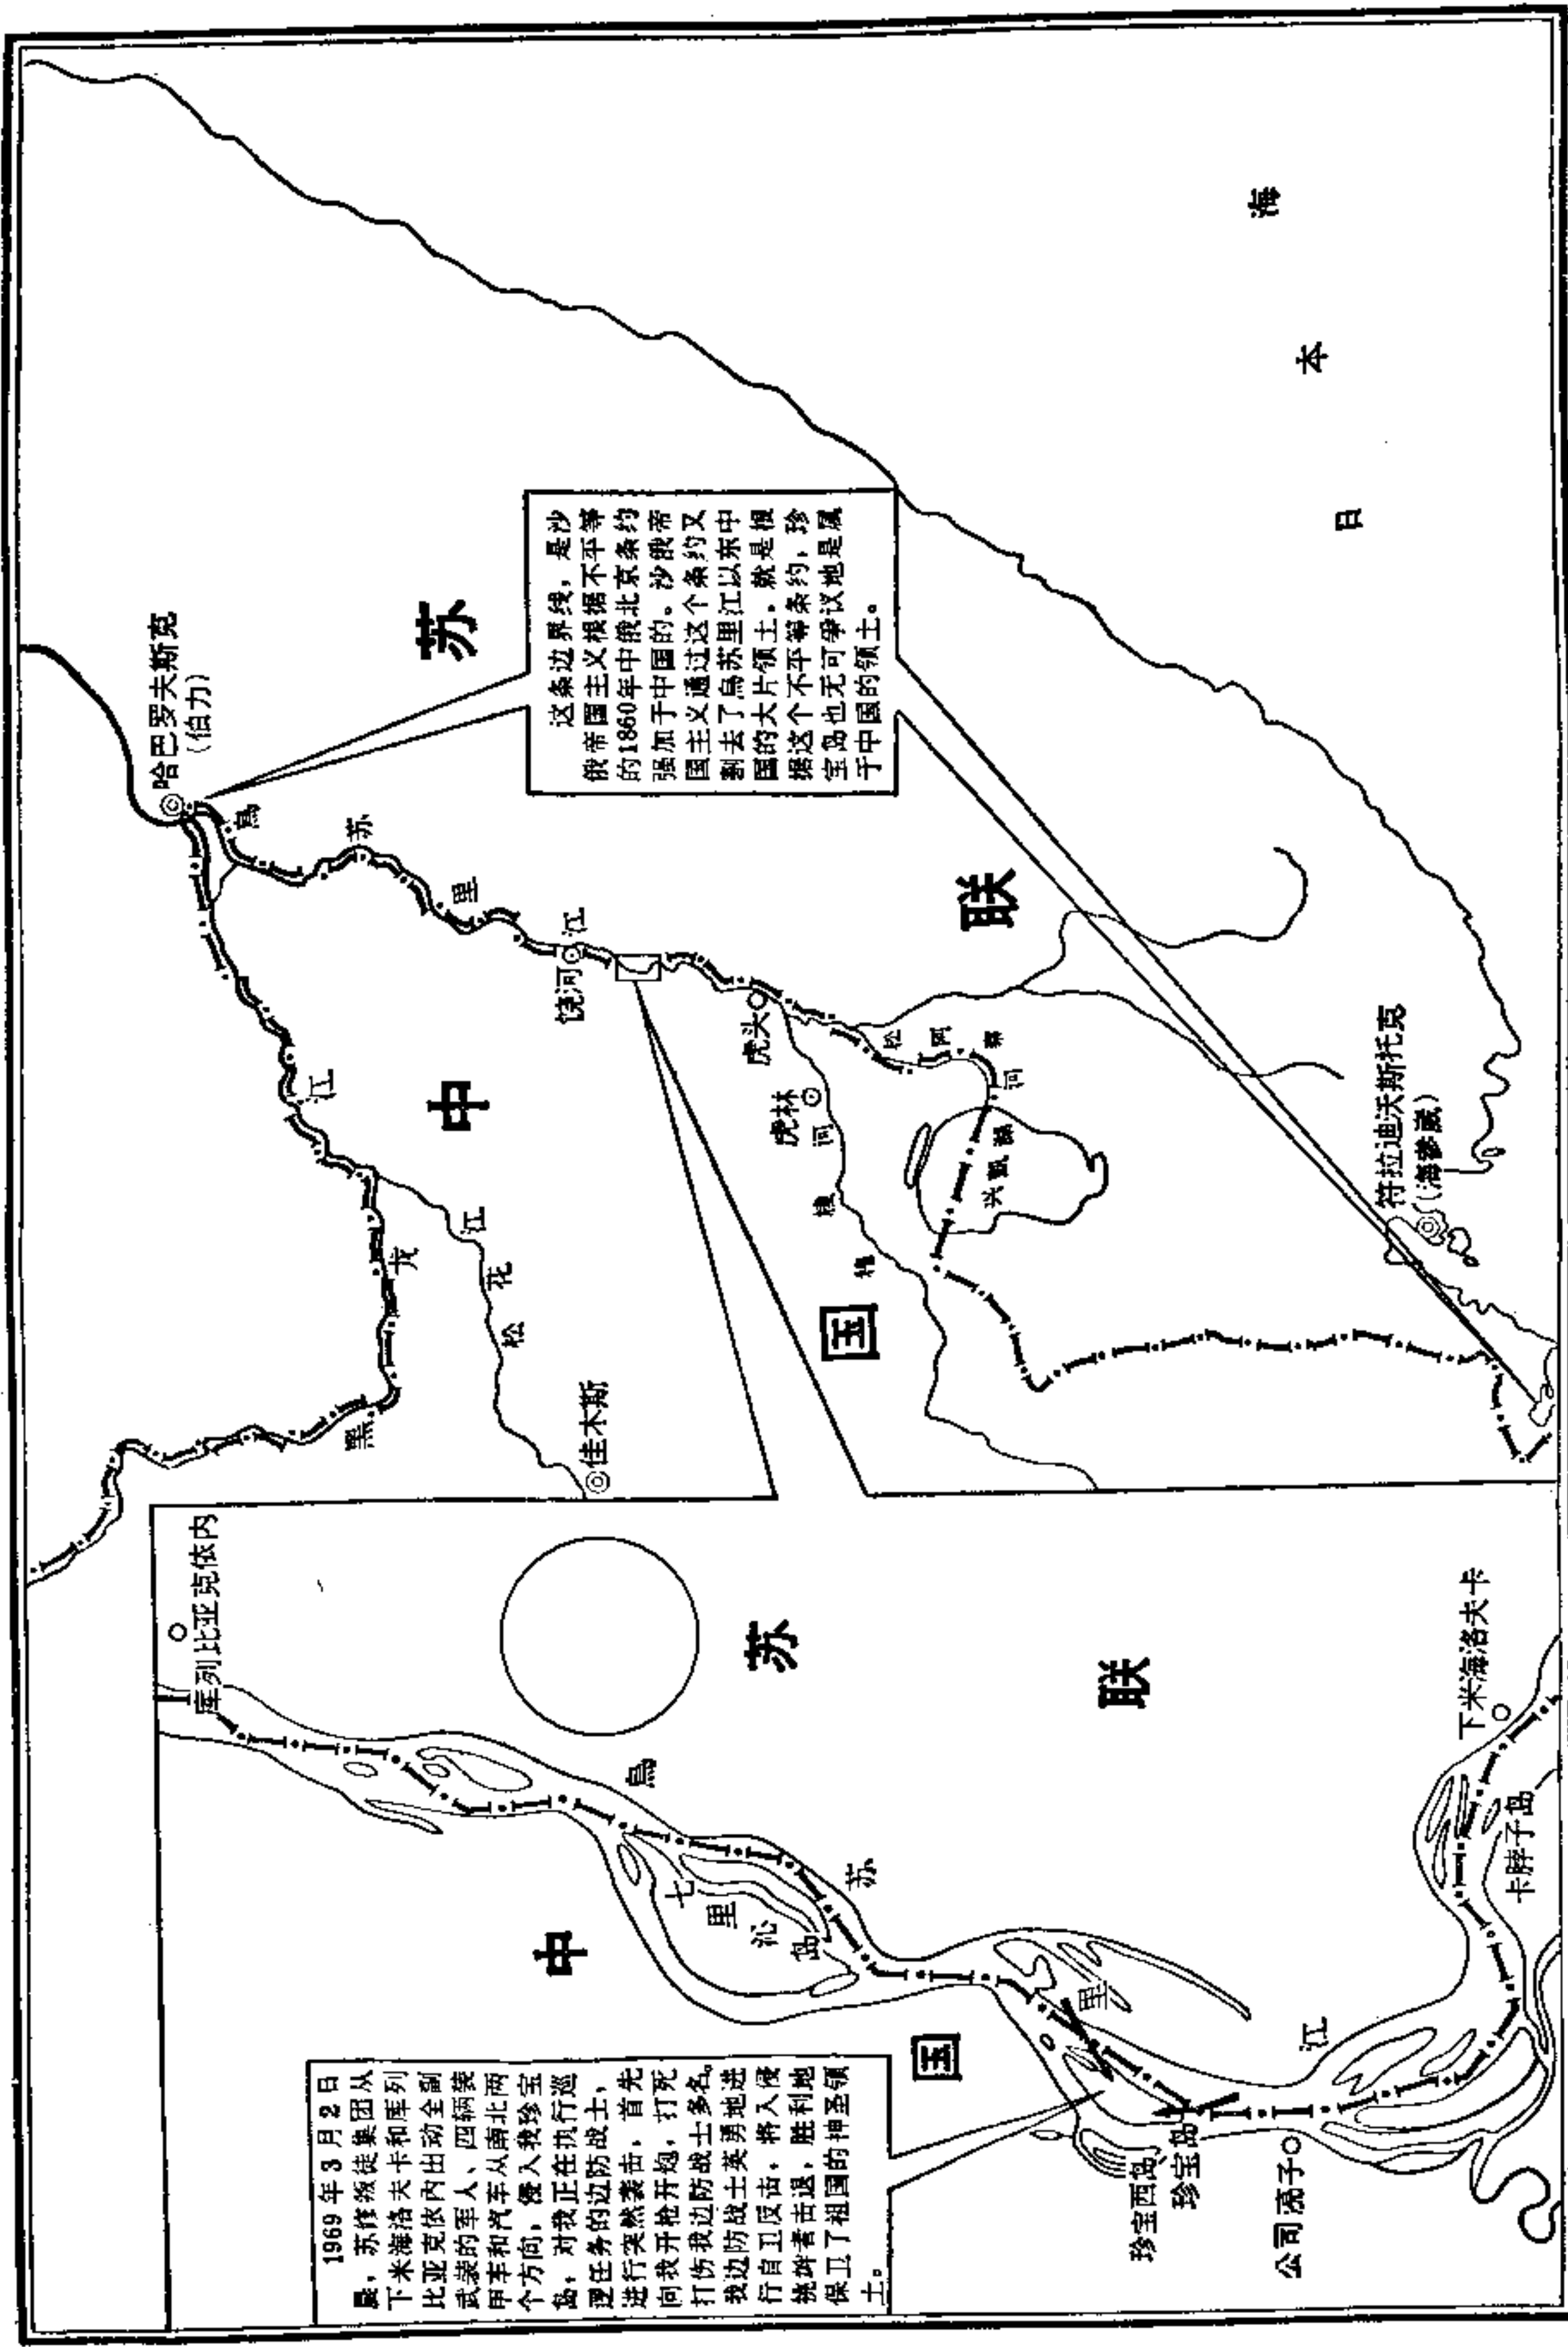 哈巴罗夫斯克
(伯力)
苏
联
中
国
日
本
海
乌
苏
里
江
饶河
虎头
虎林
穆
棱
河
松
阿
察
河
兴凯湖
符拉迪沃斯托克
(海参崴)
黑
龙
江
松
花
江
佳木斯
这条边界线，是沙
俄帝国主义根据不平等
的1860年中俄北京条约
强加于中国的。沙俄帝
国主义通过这个条约又
割去了乌苏里江以东中
国的大片领土。就是根
据这个不平等条约，珍
宝岛也无可争议地是属
于中国的领土。
库列比亚克依内
苏
联
中
国
乌
苏
里
江
七
里
沁
岛
下米海洛夫卡
卡脖子岛
珍宝西岛
珍宝岛
公司亮子
1969年3月2日
晨，苏修叛徒集团从
下米海洛夫卡和库列
比亚克依内出动全副
武装的军人、四辆装
甲车和汽车从南北两
个方向，侵入我珍宝
岛，对我正在执行巡
逻任务的边防战士，
进行突然袭击，首先
向我开枪开炮，打死
打伤我边防战士多名。
我边防战士英勇地进
行自卫反击，将入侵
挑衅者击退，胜利地
保卫了祖国的神圣领
土。